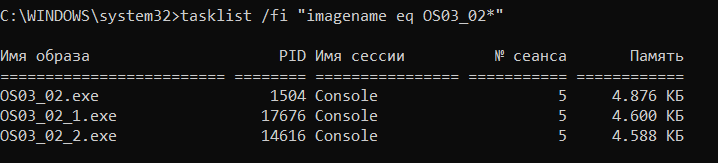 C:\WINDOWS\system32>tasklist /fi "imagename eq OS03_02*"
Имя образа                     PID Имя сессии          № сеанса       Память
========================= ======== ================ =========== ============
OS03_02.exe                   1504 Console                    5     4.876 КБ
OS03_02_1.exe                17676 Console                    5     4.600 КБ
OS03_02_2.exe                14616 Console                    5     4.588 КБ